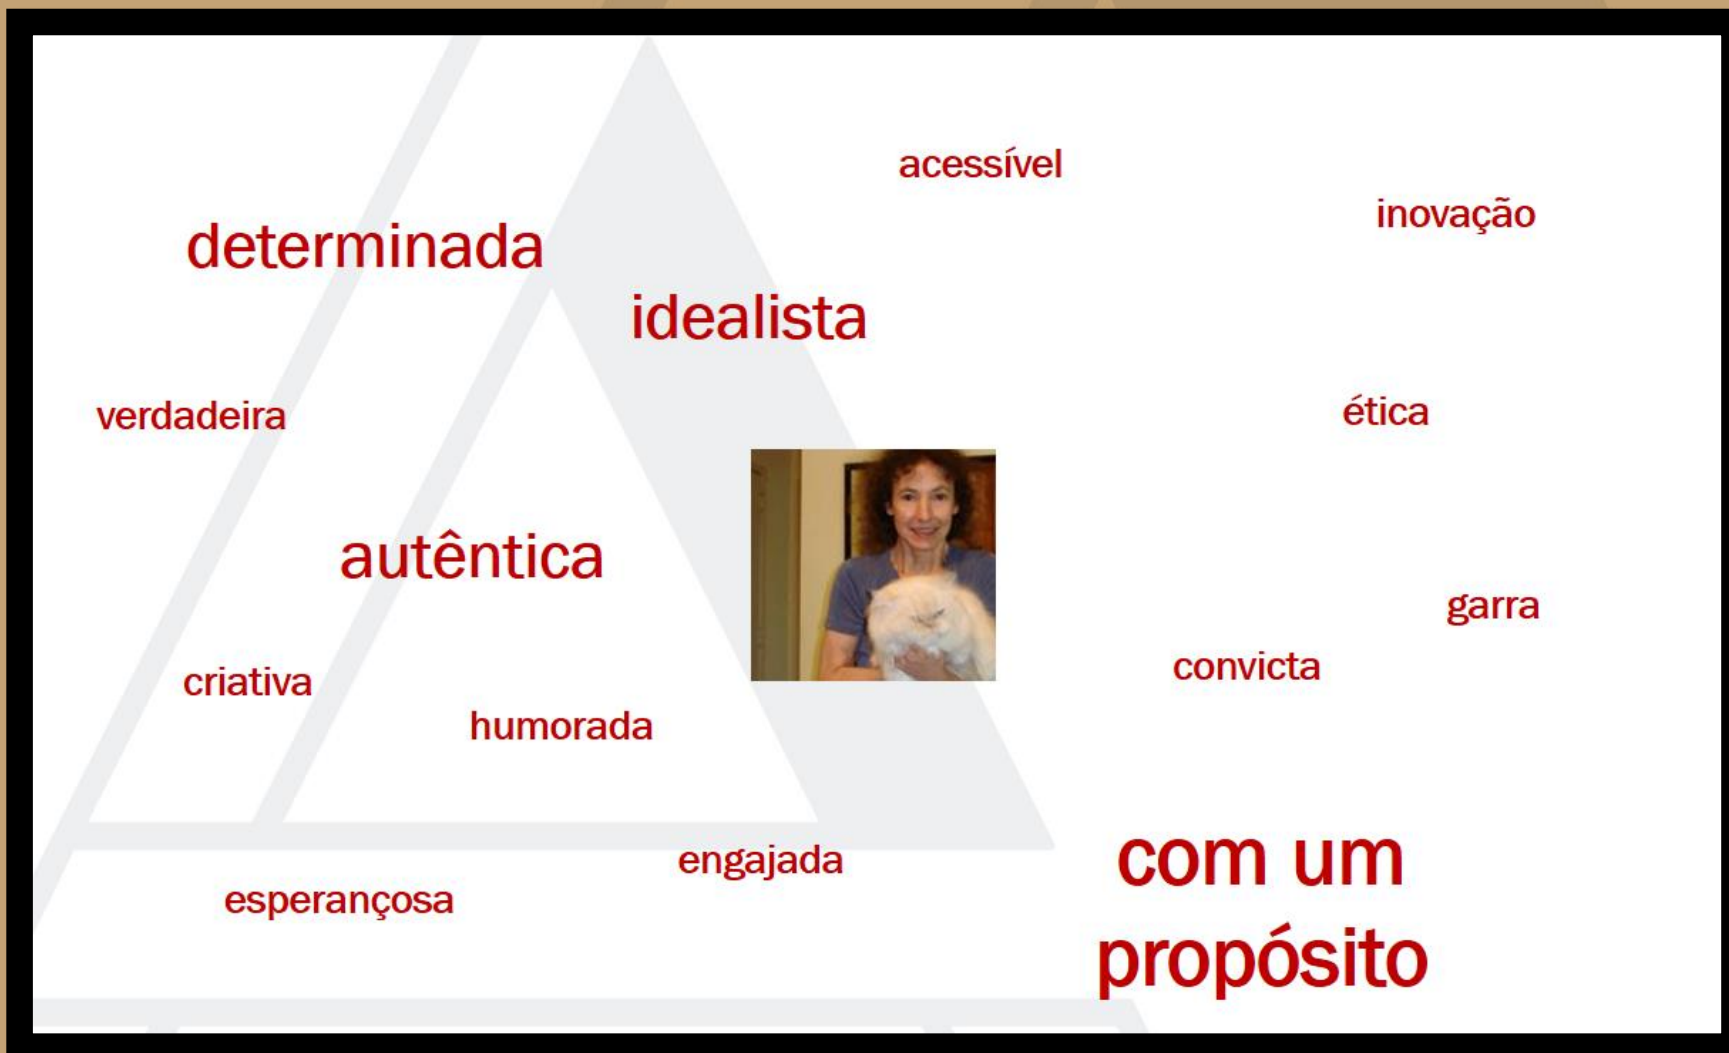 acessível
inovação
determinada
idealista
verdadeira
ética
autêntica
garra
convicta
criativa
humorada
engajada
esperançosa
com um
propósito